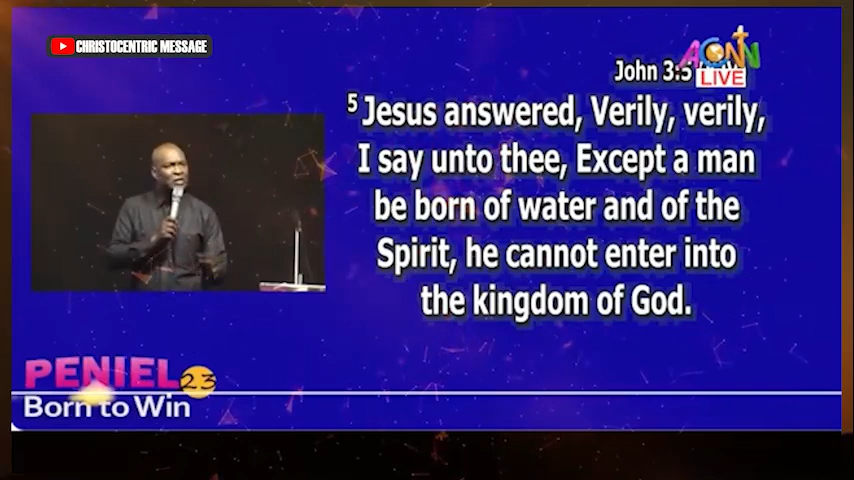 CHRISTOCENTRIC MESSAGE
ACNN
LIVE
John 3:5
5 Jesus answered, Verily, verily,
I say unto thee, Except a man
be born of water and of the
Spirit, he cannot enter into
the kingdom of God.
PENIEL 23
Born to Win